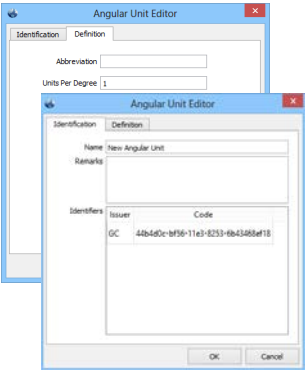 Angular Unit Editor
Identification Definition
Abbreviation
Units Per Degree 1
Angular Unit Editor
Identification Definition
Name New Angular Unit
Remarks
Identifiers Issuer Code
GC 44b4d0c-bf56-11e3-8253-6b43468ef18
OK Cancel